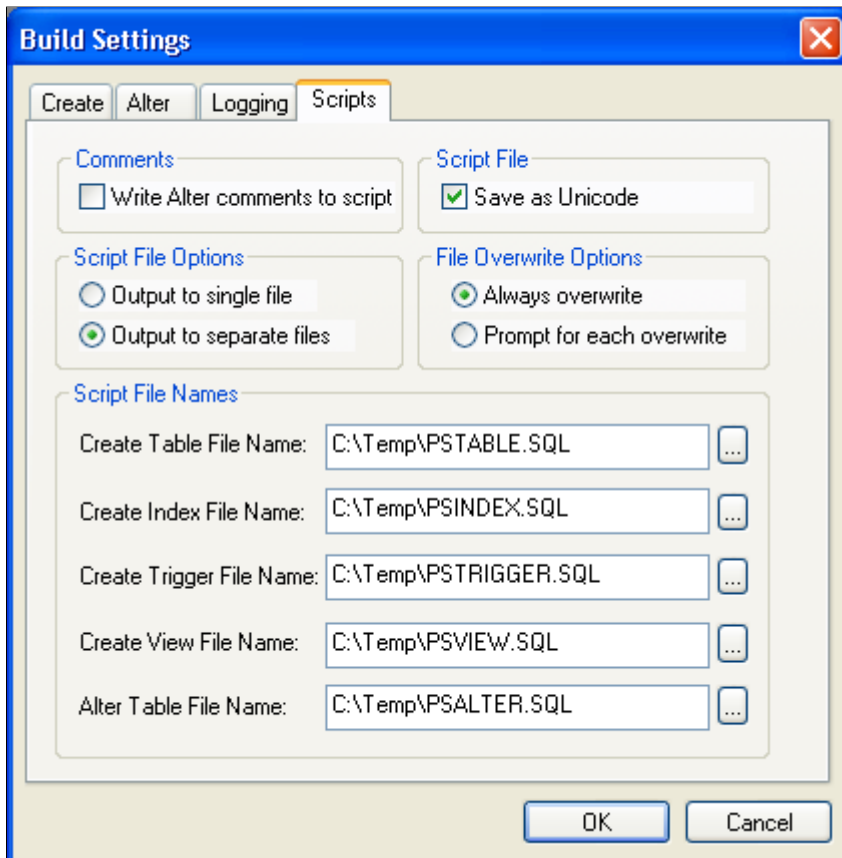 Build Settings
Create Alter Logging Scripts
Comments
Write Alter comments to script
Script File
Save as Unicode
Script File Options
Output to single file
Output to separate files
File Overwrite Options
Always overwrite
Prompt for each overwrite
Script File Names
Create Table File Name: C:\Temp\PSTABLE.SQL ...
Create Index File Name: C:\Temp\PSINDEX.SQL ...
Create Trigger File Name: C:\Temp\PSTRIGGER.SQL ...
Create View File Name: C:\Temp\PSVIEW.SQL ...
Alter Table File Name: C:\Temp\PSALTER.SQL ...
OK Cancel